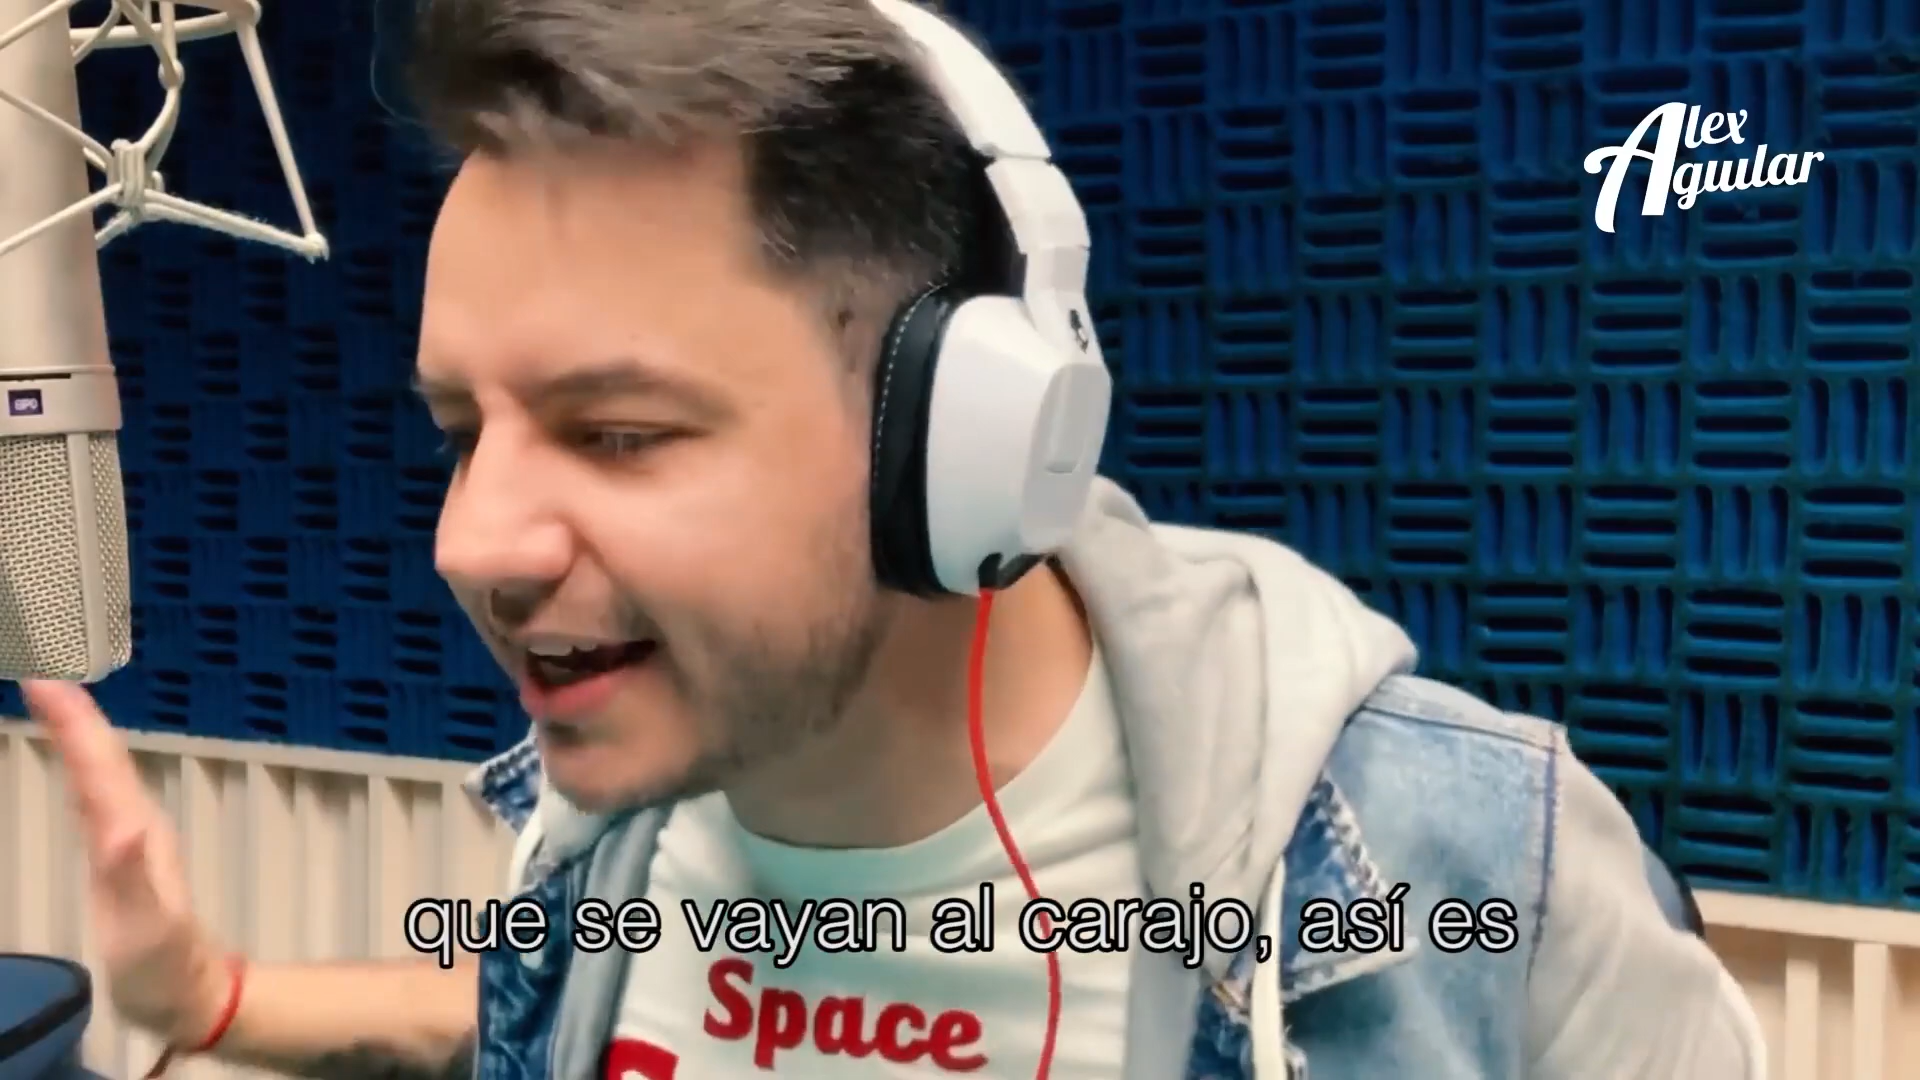 Alex
Aguilar
que se vayan al carajo, así es
Space